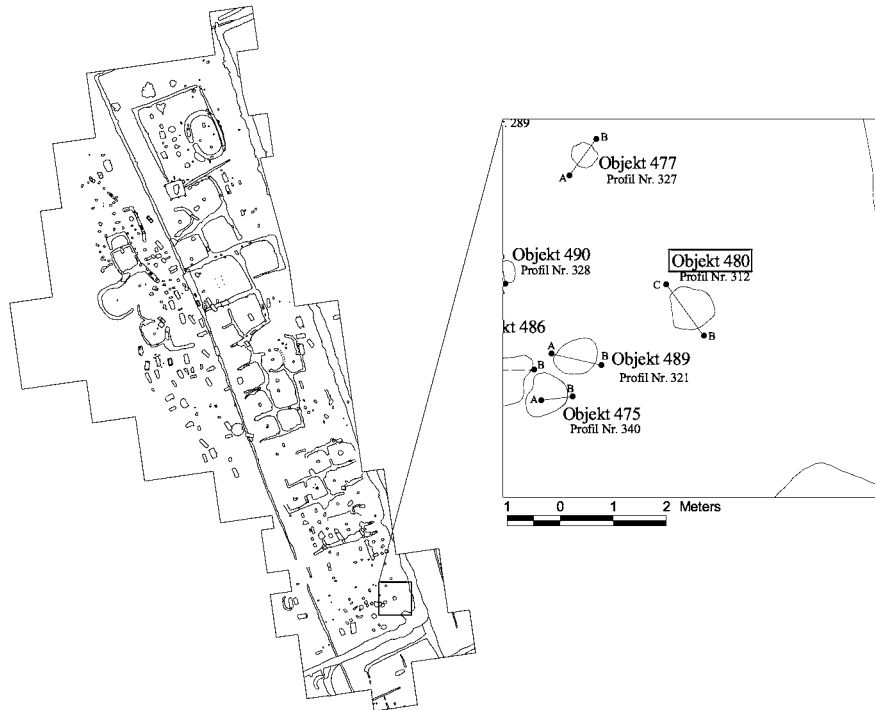 . 289
B
Objekt 477
A
Profil Nr. 327
Objekt 490
Profil Nr. 328
Objekt 480
Profil Nr. 312
C
B
kt 486
A
B
Objekt 489
Profil Nr. 321
B
B
A
Objekt 475
Profil Nr. 340
1 0 1 2 Meters